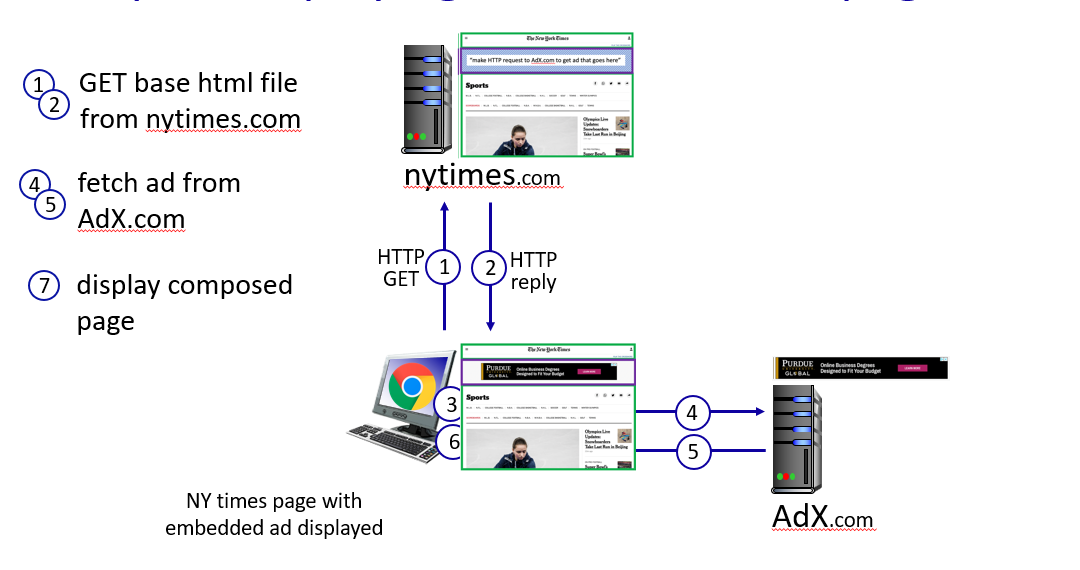 1
2
GET base html file
from nytimes.com
4
5
fetch ad from
AdX.com
7
display composed
page
The New York Times
"make HTTP request to AdX.com to get ad that goes here"
Sports
Olympics Live
Updates:
Snowboarders
Take Last Run in Beijing
Super Bowl's
nytimes.com
HTTP
GET
1
2
HTTP
reply
The New York Times
PURDUE
GLOBAL
Online Business Degrees
Designed to Fit Your Budget
LEARN MORE
Sports
Olympics Live
Updates:
Snowboarders
Take Last Run in Beijing
Super Bowl's
3
6
4
5
PURDUE
GLOBAL
Online Business Degrees
Designed to Fit Your Budget
LEARN MORE
AdX.com
NY times page with
embedded ad displayed